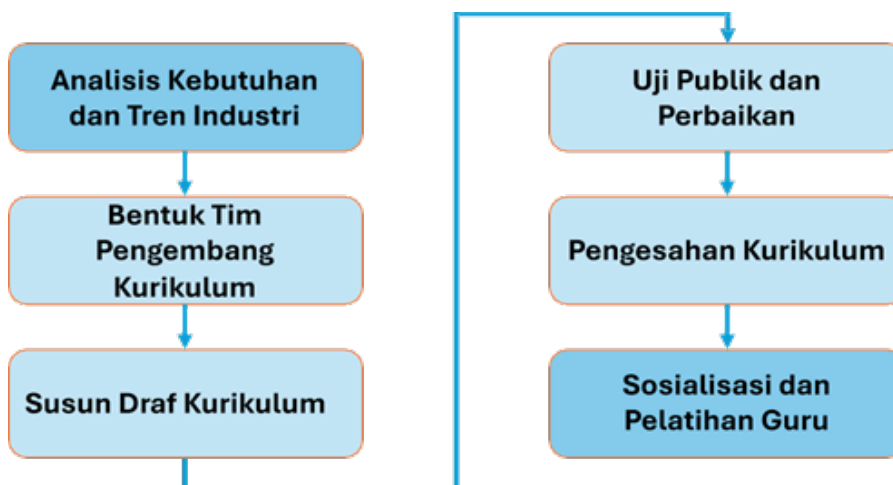 Analisis Kebutuhan
dan Tren Industri
Bentuk Tim
Pengembang
Kurikulum
Susun Draf Kurikulum
Uji Publik dan
Perbaikan
Pengesahan Kurikulum
Sosialisasi dan
Pelatihan Guru